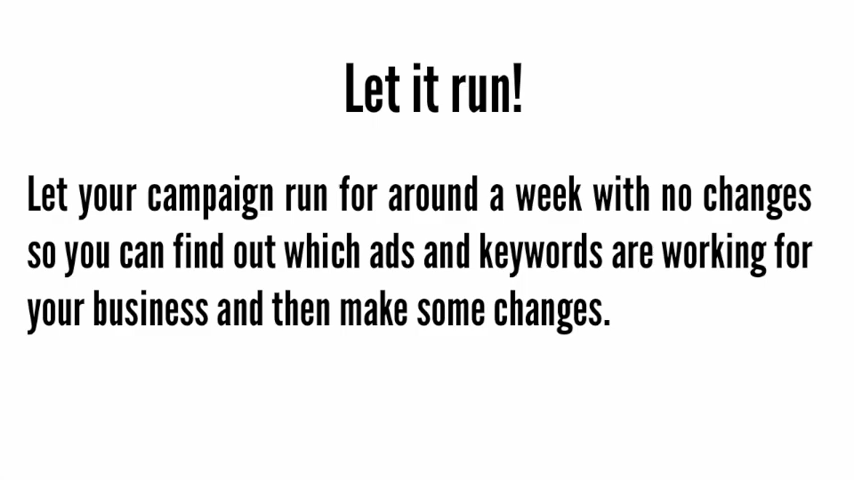 Let it run!
Let your campaign run for around a week with no changes
so you can find out which ads and keywords are working for
your business and then make some changes.